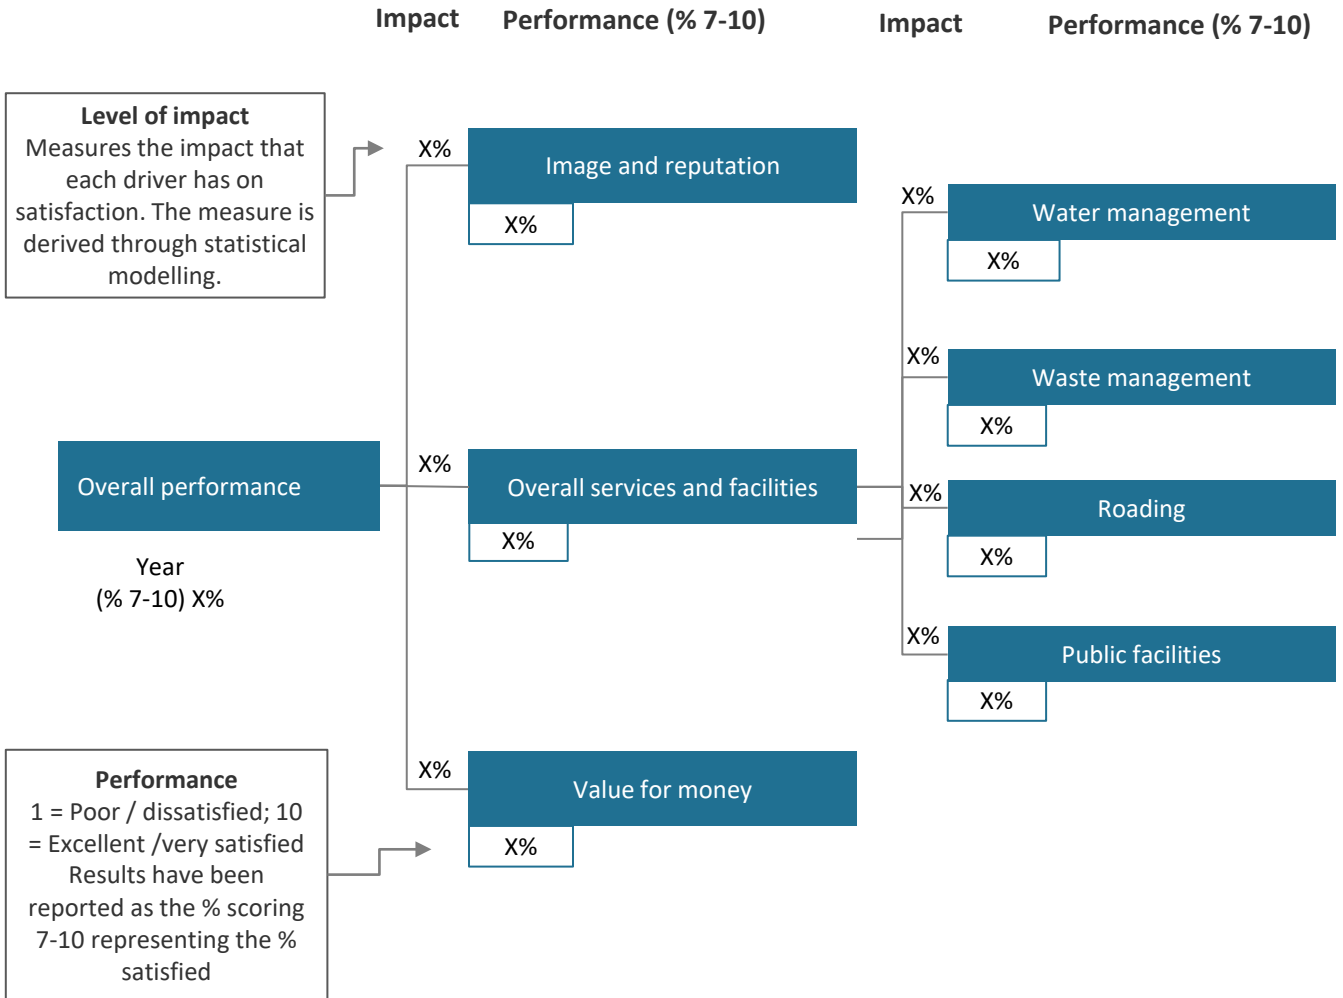 Impact
Performance (% 7-10)
Impact
Performance (% 7-10)
Level of impact
Measures the impact that
each driver has on
satisfaction. The measure is
derived through statistical
modelling.
X%
Image and reputation
X%
X%
Water management
X%
X%
Waste management
X%
Overall performance
Year
(% 7-10) X%
X%
Overall services and facilities
X%
X%
Roading
X%
X%
Public facilities
X%
X%
Value for money
X%
Performance
1 = Poor / dissatisfied; 10
= Excellent /very satisfied
Results have been
reported as the % scoring
7-10 representing the %
satisfied